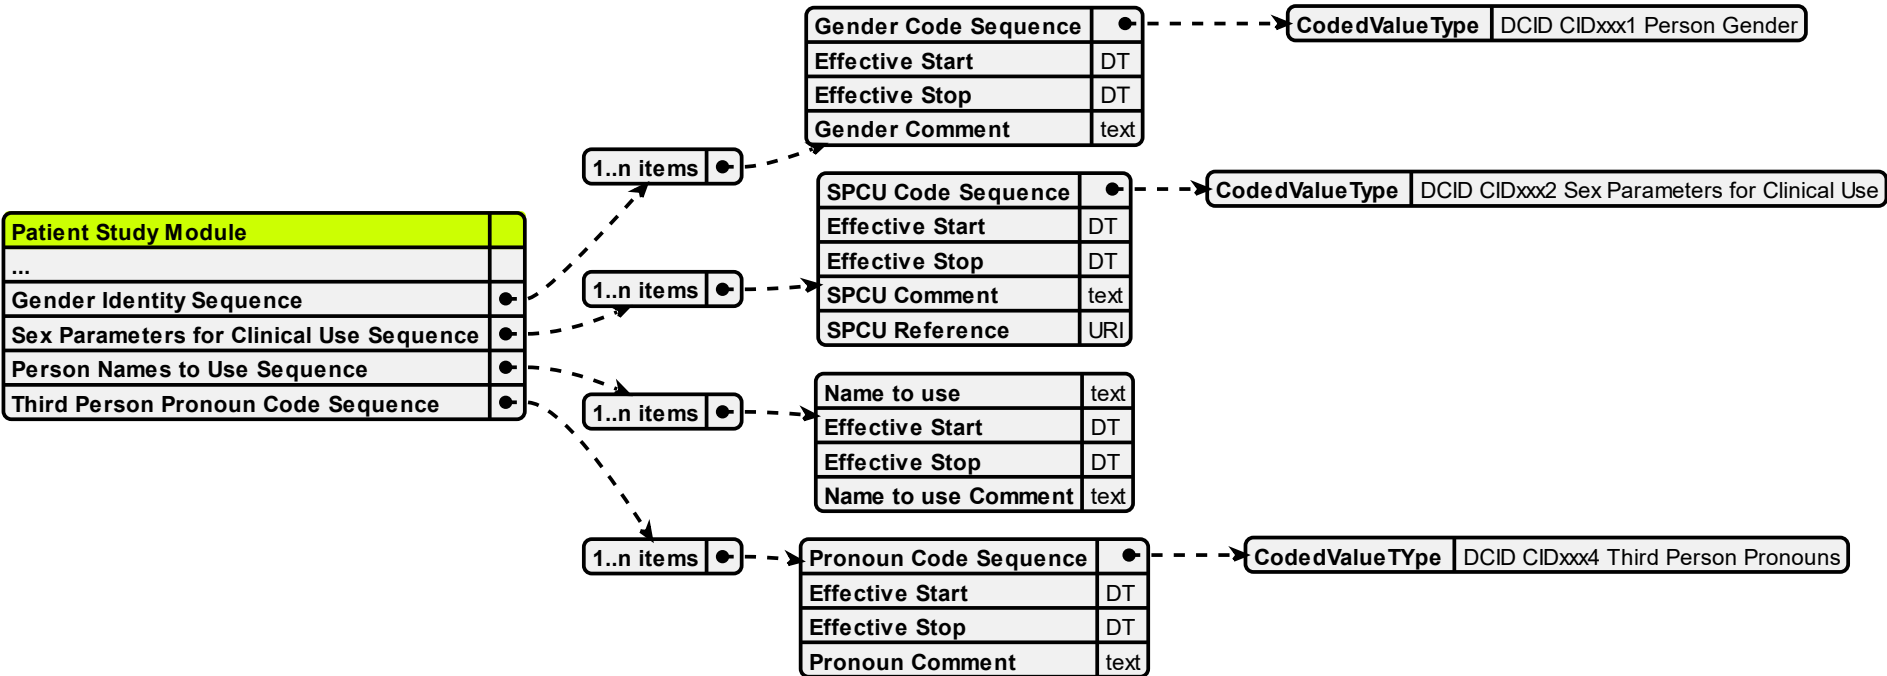 Gender Code Sequence
Effective Start DT
Effective Stop DT
Gender Comment text
CodedValueType DCID CIDxxx1 Person Gender
1..n items
SPCU Code Sequence
Effective Start DT
Effective Stop DT
SPCU Comment text
SPCU Reference URI
CodedValueType DCID CIDxxx2 Sex Parameters for Clinical Use
Patient Study Module
...
Gender Identity Sequence
Sex Parameters for Clinical Use Sequence
Person Names to Use Sequence
Third Person Pronoun Code Sequence
1..n items
1..n items
Name to use text
Effective Start DT
Effective Stop DT
Name to use Comment text
1..n items
Pronoun Code Sequence
Effective Start DT
Effective Stop DT
Pronoun Comment text
CodedValueTYpe DCID CIDxxx4 Third Person Pronouns